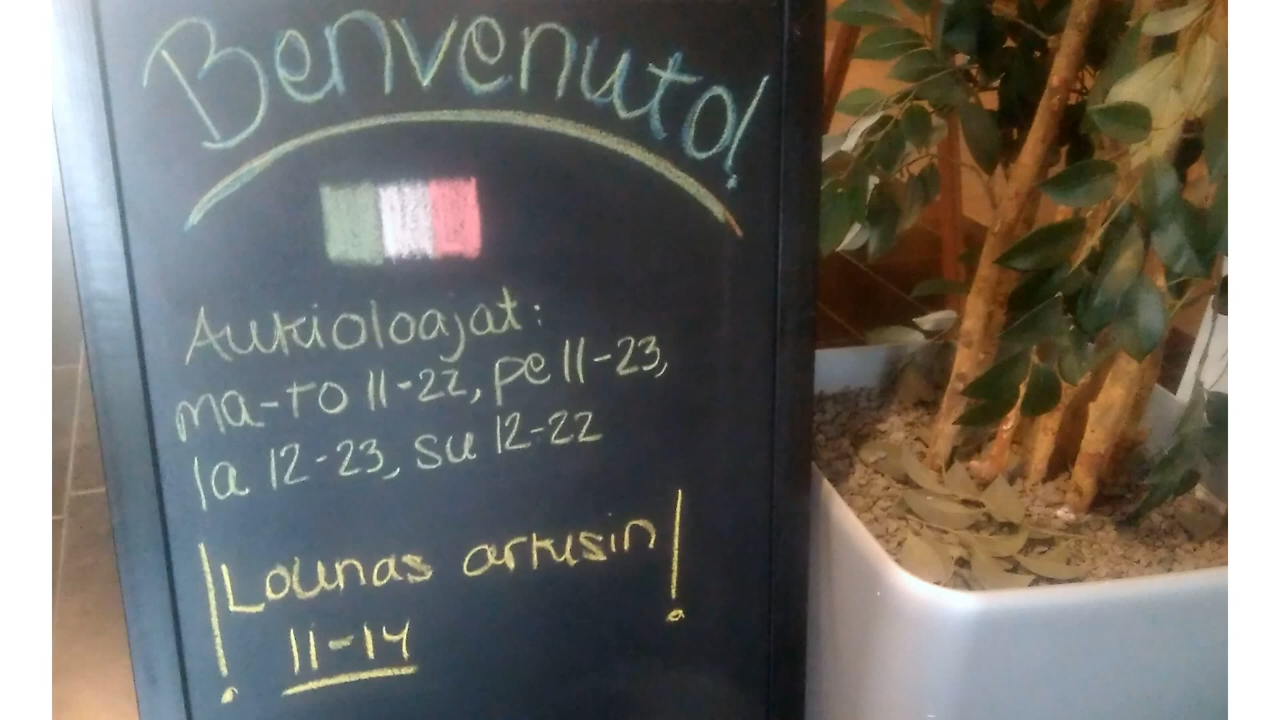 Benvenuto!
Aukioloajat:
ma-to 11-22, pe 11-23,
la 12-23, su 12-22
! Lounas arkisin !
11-14